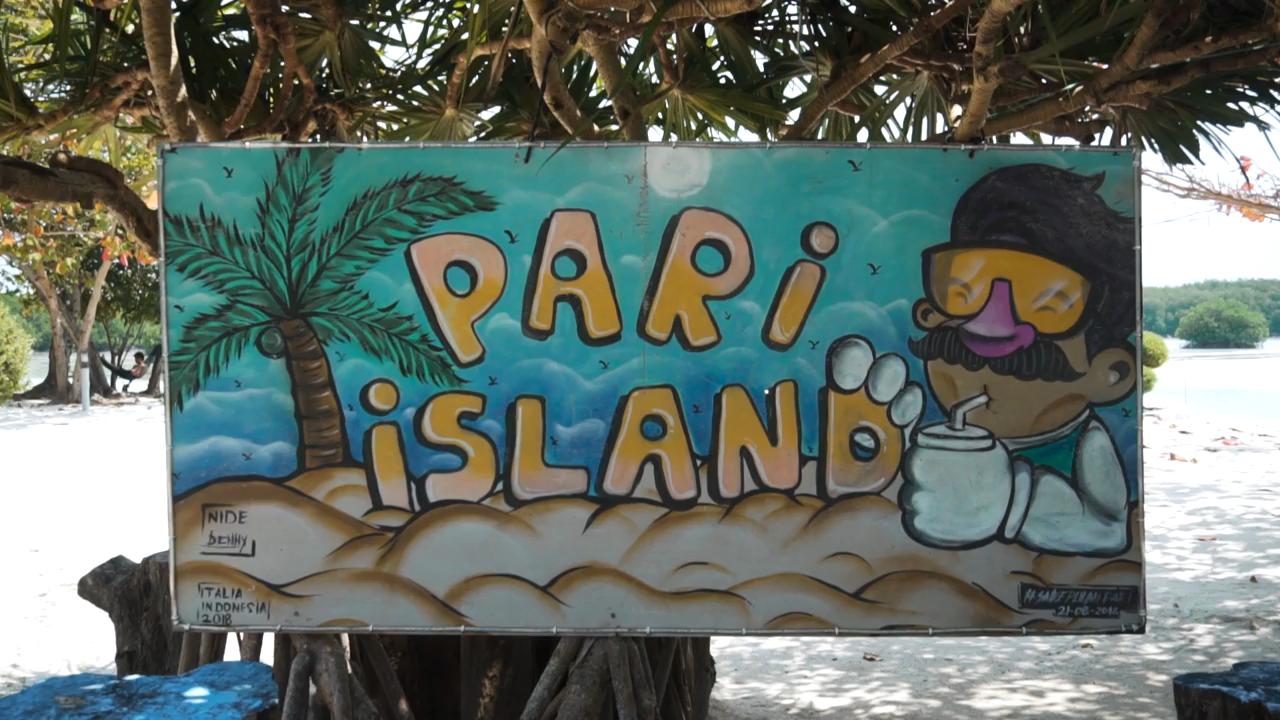 PARi
iSLAND
NIDE
BENNY
ITALIA
INDONESIA
2018
21-08-2018